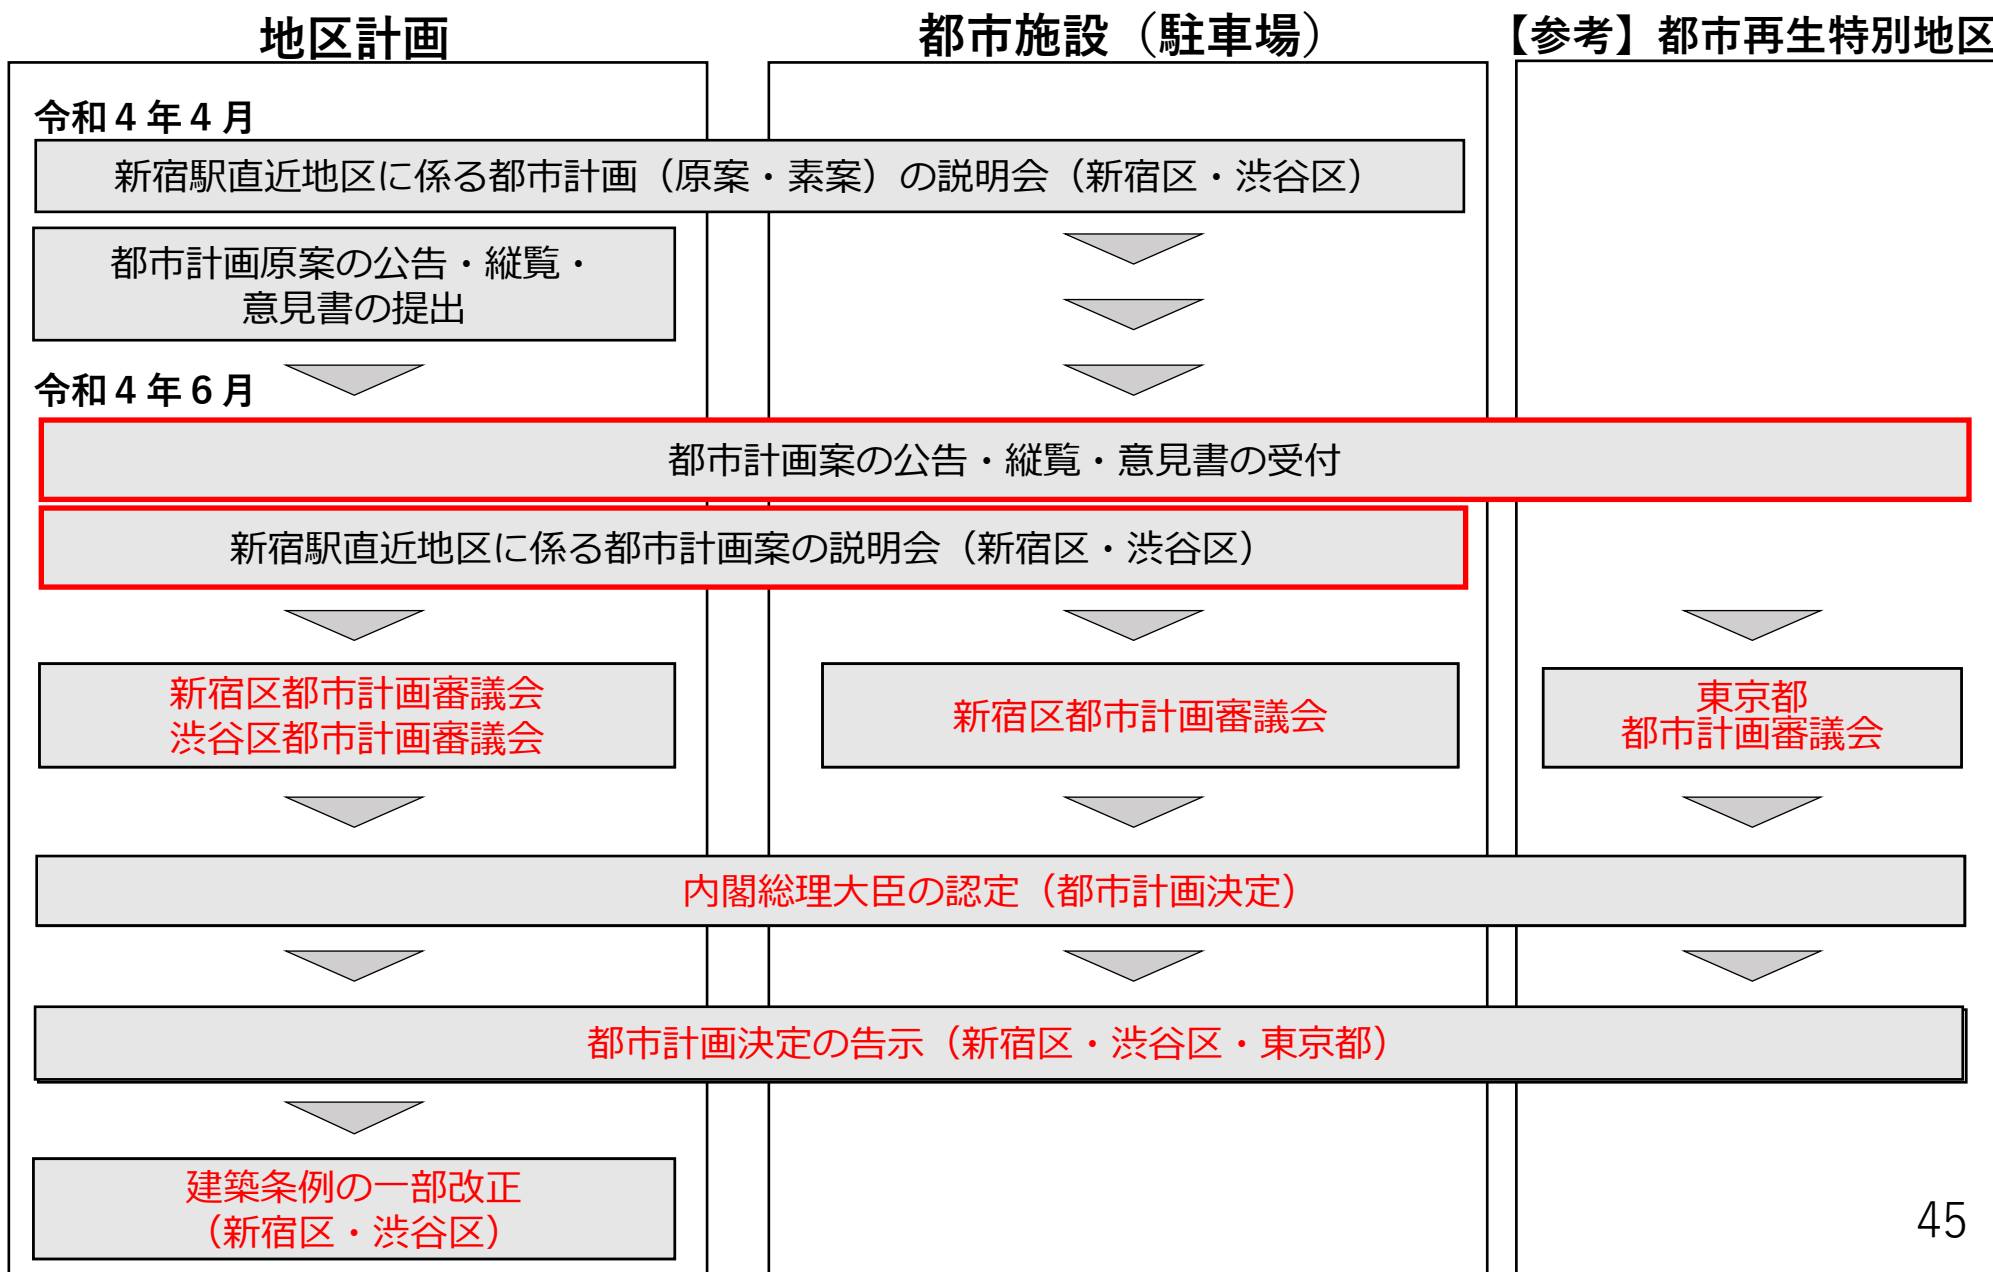 地区計画
都市施設（駐車場）
【参考】都市再生特別地区
令和４年４月
新宿駅直近地区に係る都市計画（原案・素案）の説明会（新宿区・渋谷区）
都市計画原案の公告・縦覧・
意見書の提出
令和４年６月
都市計画案の公告・縦覧・意見書の受付
新宿駅直近地区に係る都市計画案の説明会（新宿区・渋谷区）
新宿区都市計画審議会
渋谷区都市計画審議会
新宿区都市計画審議会
東京都
都市計画審議会
内閣総理大臣の認定（都市計画決定）
都市計画決定の告示（新宿区・渋谷区・東京都）
建築条例の一部改正
（新宿区・渋谷区）
45